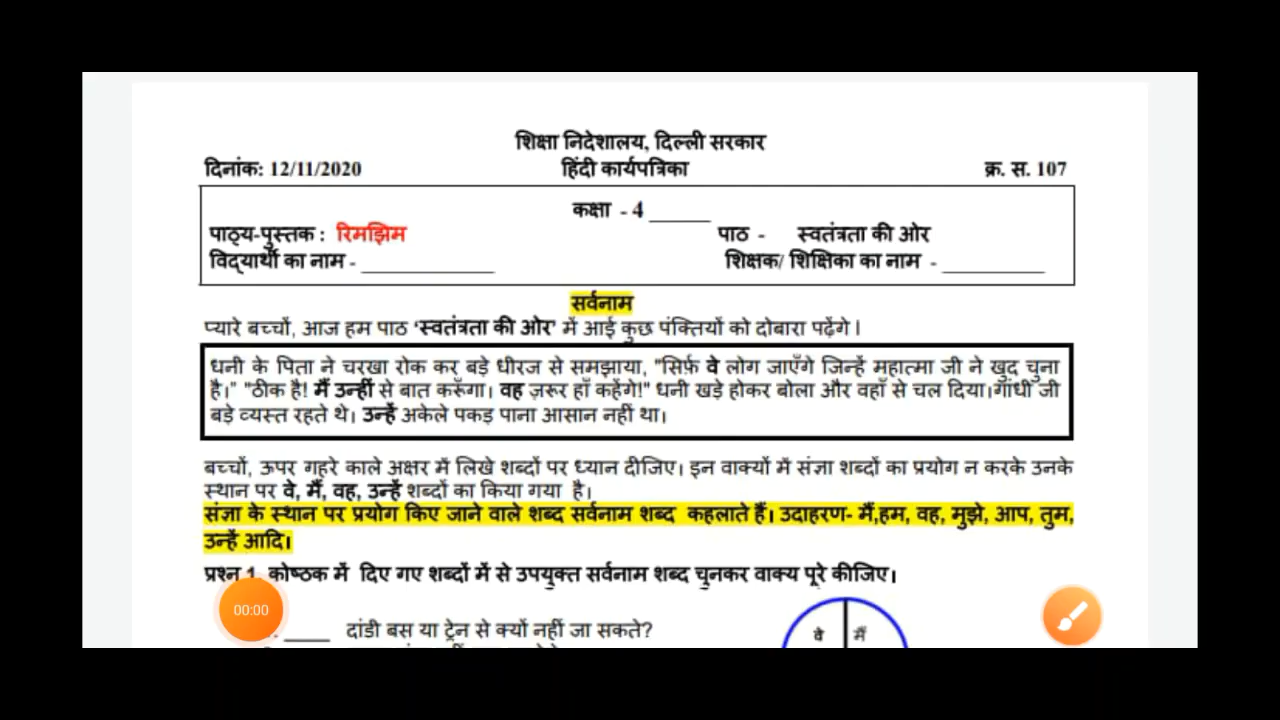 शिक्षा निदेशालय, दिल्ली सरकार
दिनांक: 12/11/2020 हिंदी कार्यपत्रिका क्र. स. 107
कक्षा - 4 ______
पाठ्य-पुस्तक : रिमझिम पाठ - स्वतंत्रता की ओर
विद्यार्थी का नाम - _____________ शिक्षक/ शिक्षिका का नाम - __________
सर्वनाम
प्यारे बच्चों, आज हम पाठ ‘स्वतंत्रता की ओर’ में आई कुछ पंक्तियों को दोबारा पढ़ेंगे ।
धनी के पिता ने चरखा रोक कर बड़े धीरज से समझाया, "सिर्फ़ वे लोग जाएँगे जिन्हें महात्मा जी ने खुद चुना
है।" "ठीक है! मैं उन्हीं से बात करूँगा। वह ज़रूर हाँ कहेंगे!" धनी खड़े होकर बोला और वहाँ से चल दिया।गांधी जी
बड़े व्यस्त रहते थे। उन्हें अकेले पकड़ पाना आसान नहीं था।
बच्चों, ऊपर गहरे काले अक्षर में लिखे शब्दों पर ध्यान दीजिए। इन वाक्यों में संज्ञा शब्दों का प्रयोग न करके उनके
स्थान पर वे, मैं, वह, उन्हें शब्दों का किया गया है।
संज्ञा के स्थान पर प्रयोग किए जाने वाले शब्द सर्वनाम शब्द कहलाते हैं। उदाहरण- मैं,हम, वह, मुझे, आप, तुम,
उन्हें आदि।
प्रश्न 1. कोष्ठक में दिए गए शब्दों में से उपयुक्त सर्वनाम शब्द चुनकर वाक्य पूरे कीजिए।
00:00
____ दांडी बस या ट्रेन से क्यों नहीं जा सकते?
वे मैं